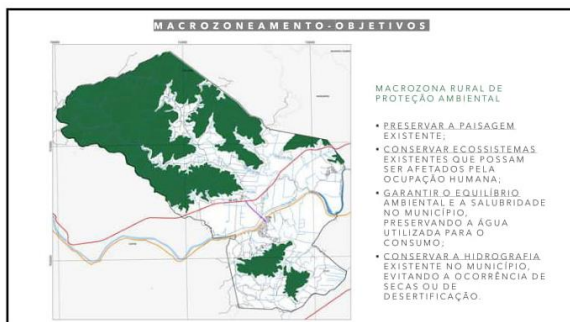 MACROZONEAMENTO-OBJETIVOS
MACROZONA RURAL DE
PROTEÇÃO AMBIENTAL
• PRESERVAR A PAISAGEM
EXISTENTE;
• CONSERVAR ECOSSISTEMAS
EXISTENTES QUE POSSAM
SER AFETADOS PELA
OCUPAÇÃO HUMANA;
• GARANTIR O EQUILÍBRIO
AMBIENTAL E A SALUBRIDADE
NO MUNICÍPIO,
PRESERVANDO A ÁGUA
UTILIZADA PARA O
CONSUMO;
• CONSERVAR A HIDROGRAFIA
EXISTENTE NO MUNICÍPIO,
EVITANDO A OCORRÊNCIA DE
SECAS OU DE
DESERTIFICAÇÃO.